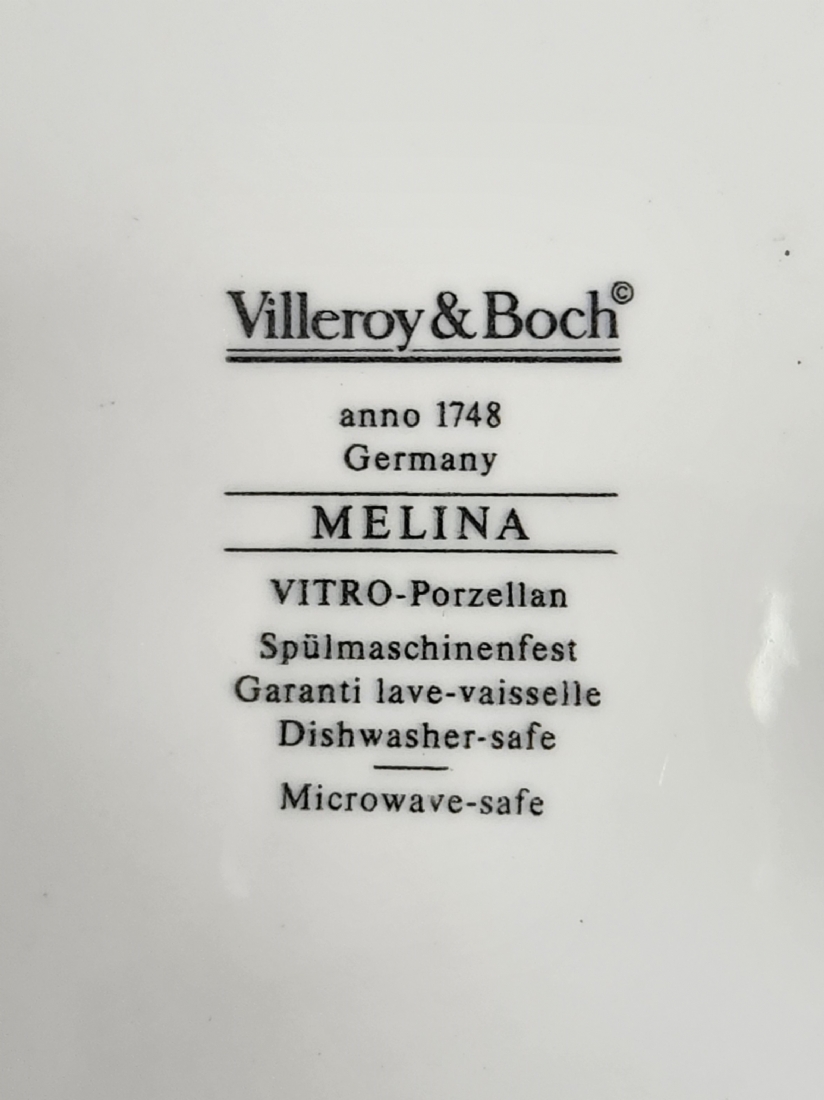 Villeroy & Boch©
anno 1748
Germany
MELINA
VITRO-Porzellan
Spülmaschinenfest
Garanti lave-vaisselle
Dishwasher-safe
Microwave-safe